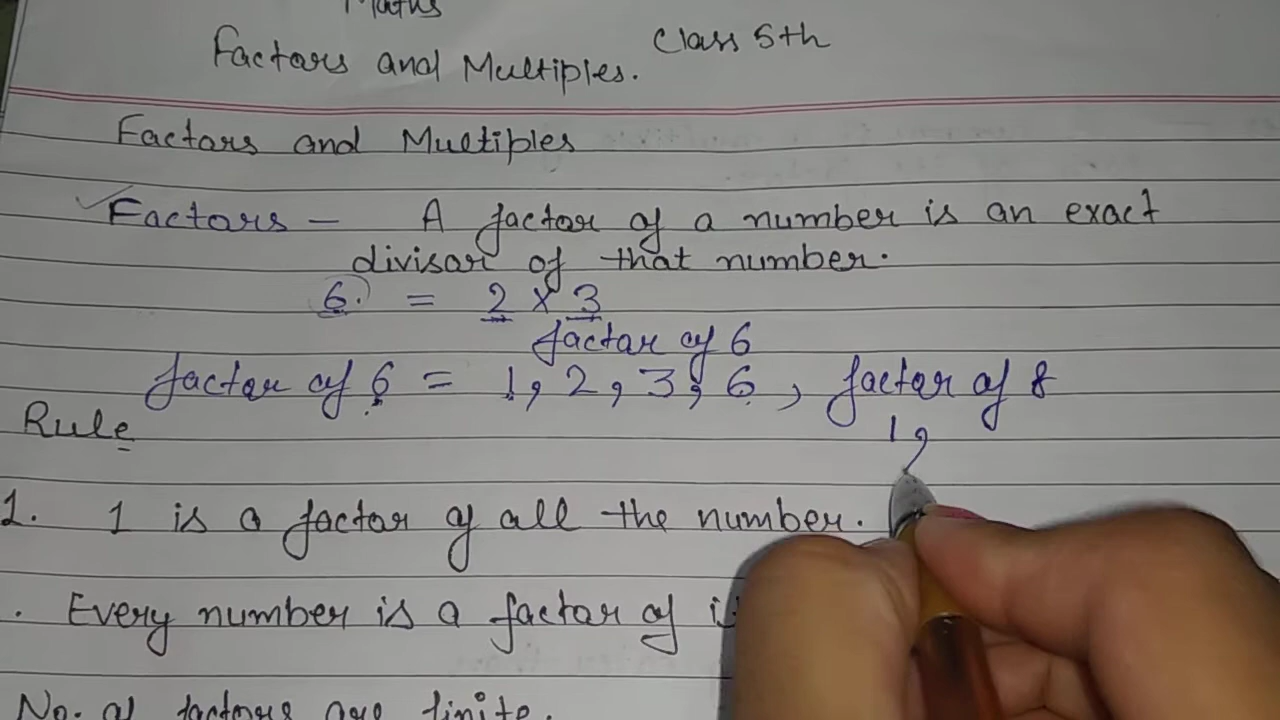 Maths
Factors and Multiples. Class 5th
Factors and Multiples
Factors - A factor of a number is an exact
divisor of that number.
6. = 2 x 3
factor of 6
factor of 6 = 1, 2, 3, 6, factor of 8
1,
Rule
1. 1 is a factor of all the number.
. Every number is a factor of
No. of factors are finite.